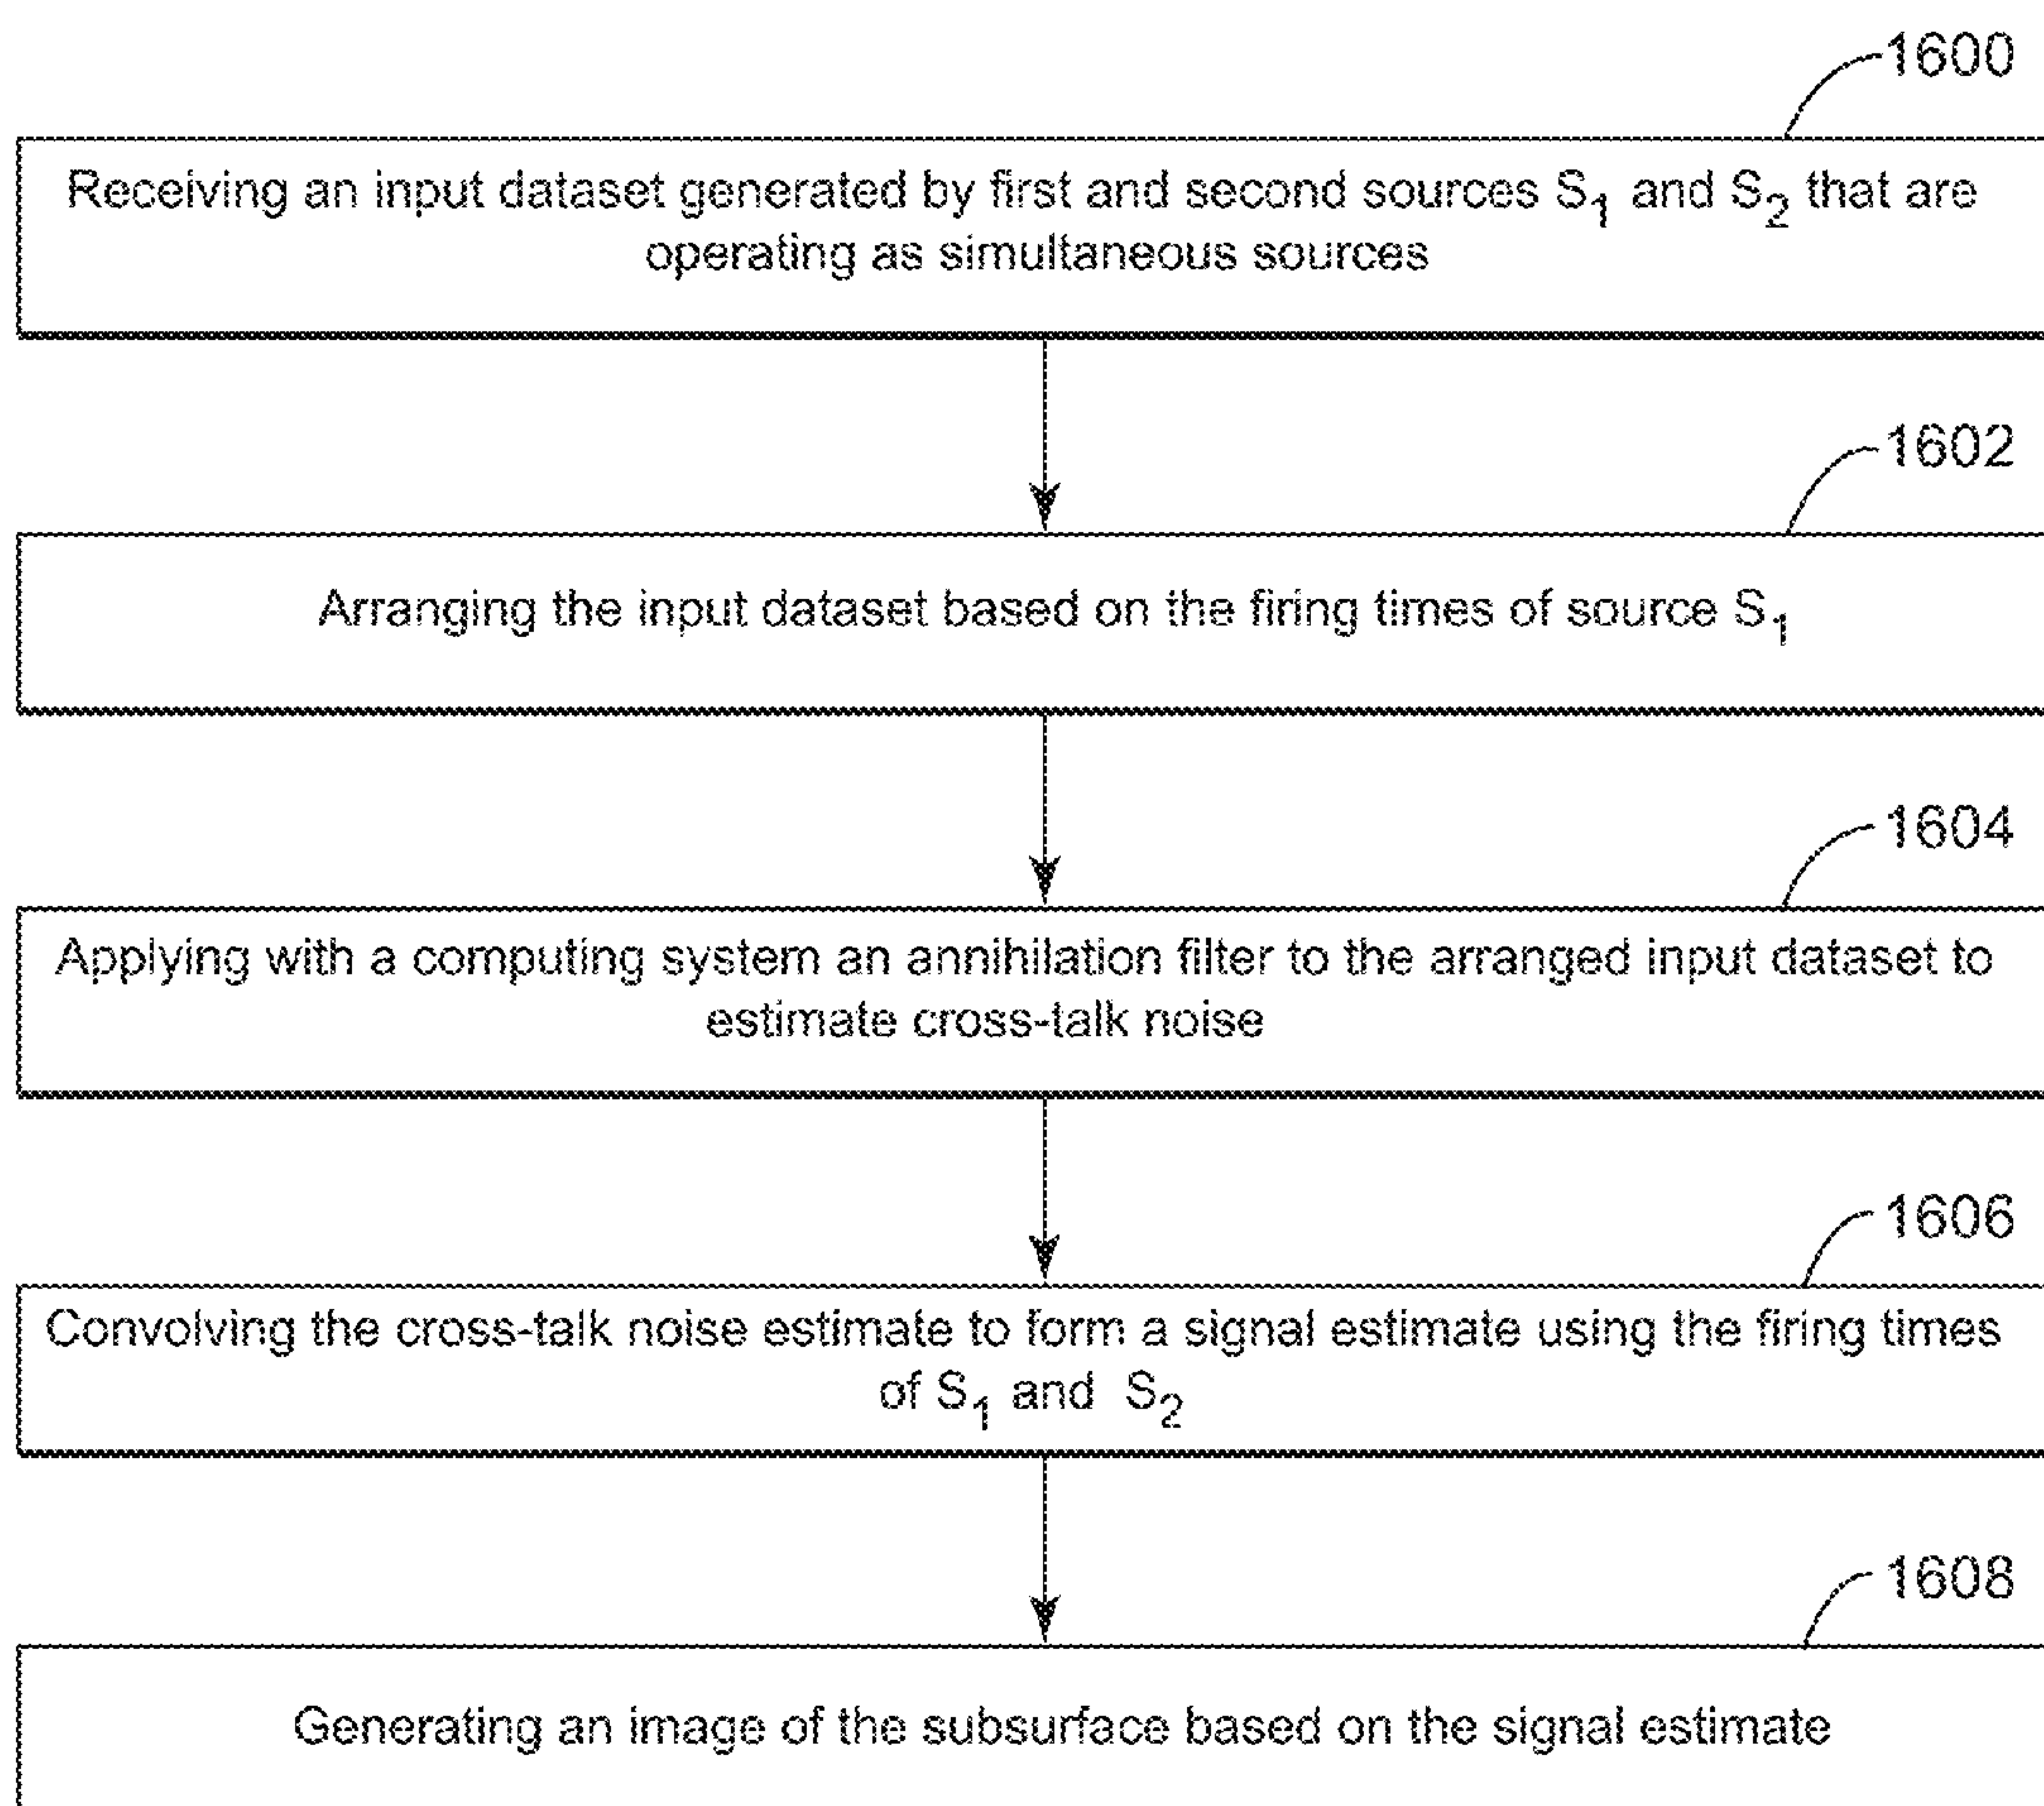 1600
Receiving an input dataset generated by first and second sources S₁ and S₂ that are
operating as simultaneous sources
1602
Arranging the input dataset based on the firing times of source S₁
1604
Applying with a computing system an annihilation filter to the arranged input dataset to
estimate cross-talk noise
1606
Convolving the cross-talk noise estimate to form a signal estimate using the firing times
of S₁ and S₂
1608
Generating an image of the subsurface based on the signal estimate